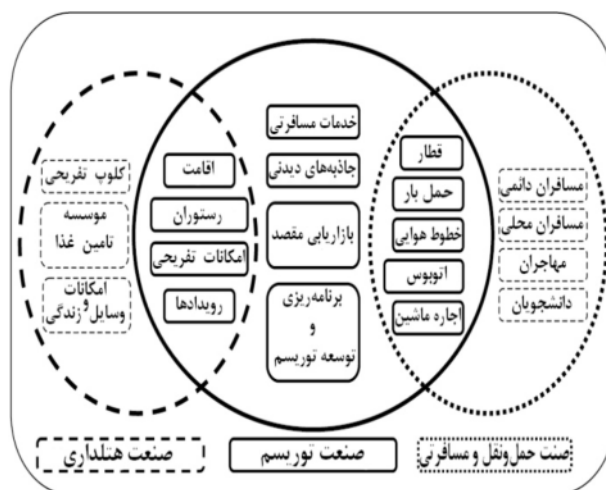 خدمات مسافرتی
جاذبه‌های دیدنی
بازاریابی مقصد
برنامه‌ریزی
و
توسعه توریسم
قطار
حمل بار
خطوط هوایی
اتوبوس
اجاره ماشین
مسافران دائمی
مسافران محلی
مهاجران
دانشجویان
اقامت
رستوران
امکانات تفریحی
رویدادها
کلوپ تفریحی
موسسه
تامین غذا
امکانات
و
وسایل زندگی
صنت حمل‌ونقل و مسافرتی
صنعت توریسم
صنعت هتلداری